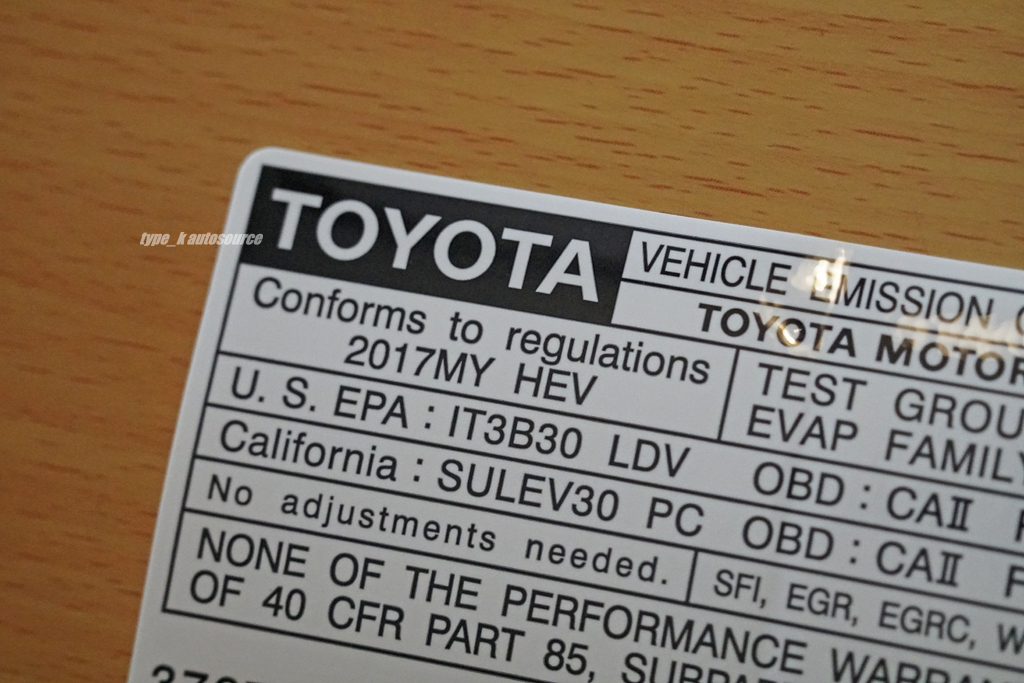 type_k autosource
TOYOTA
VEHICLE EMISSION
TOYOTA MOTOR
Conforms to regulations
2017MY HEV
TEST GROU
EVAP FAMILY
U. S. EPA : IT3B30 LDV OBD : CAⅡ
California : SULEV30 PC OBD : CAⅡ
No adjustments needed.
SFI, EGR, EGRC, W
NONE OF THE PERFORMANCE WARRAN
OF 40 CFR PART 85, SUBPAR